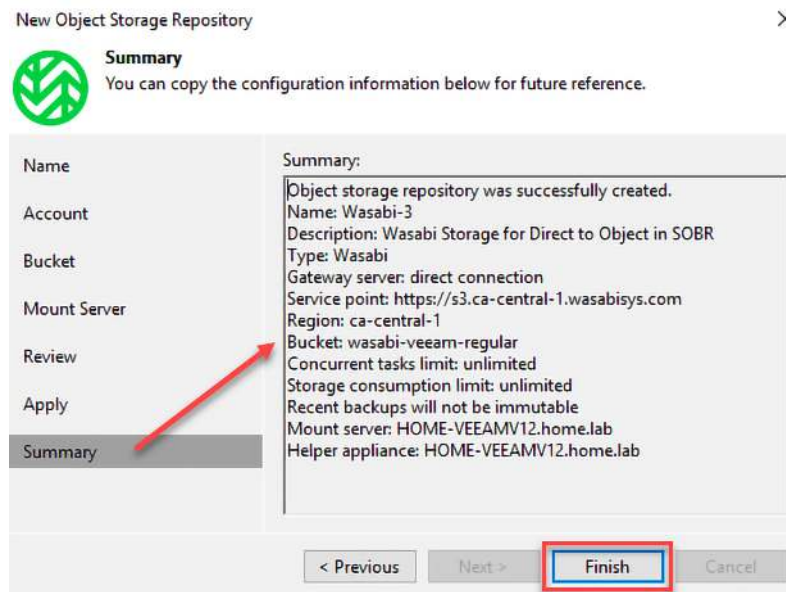 New Object Storage Repository
Summary
You can copy the configuration information below for future reference.
Name
Account
Bucket
Mount Server
Review
Apply
Summary
Summary:
Object storage repository was successfully created.
Name: Wasabi-3
Description: Wasabi Storage for Direct to Object in SOBR
Type: Wasabi
Gateway server: direct connection
Service point: https://s3.ca-central-1.wasabisys.com
Region: ca-central-1
Bucket: wasabi-veeam-regular
Concurrent tasks limit: unlimited
Storage consumption limit: unlimited
Recent backups will not be immutable
Mount server: HOME-VEEAMV12.home.lab
Helper appliance: HOME-VEEAMV12.home.lab
< Previous
Next >
Finish
Cancel